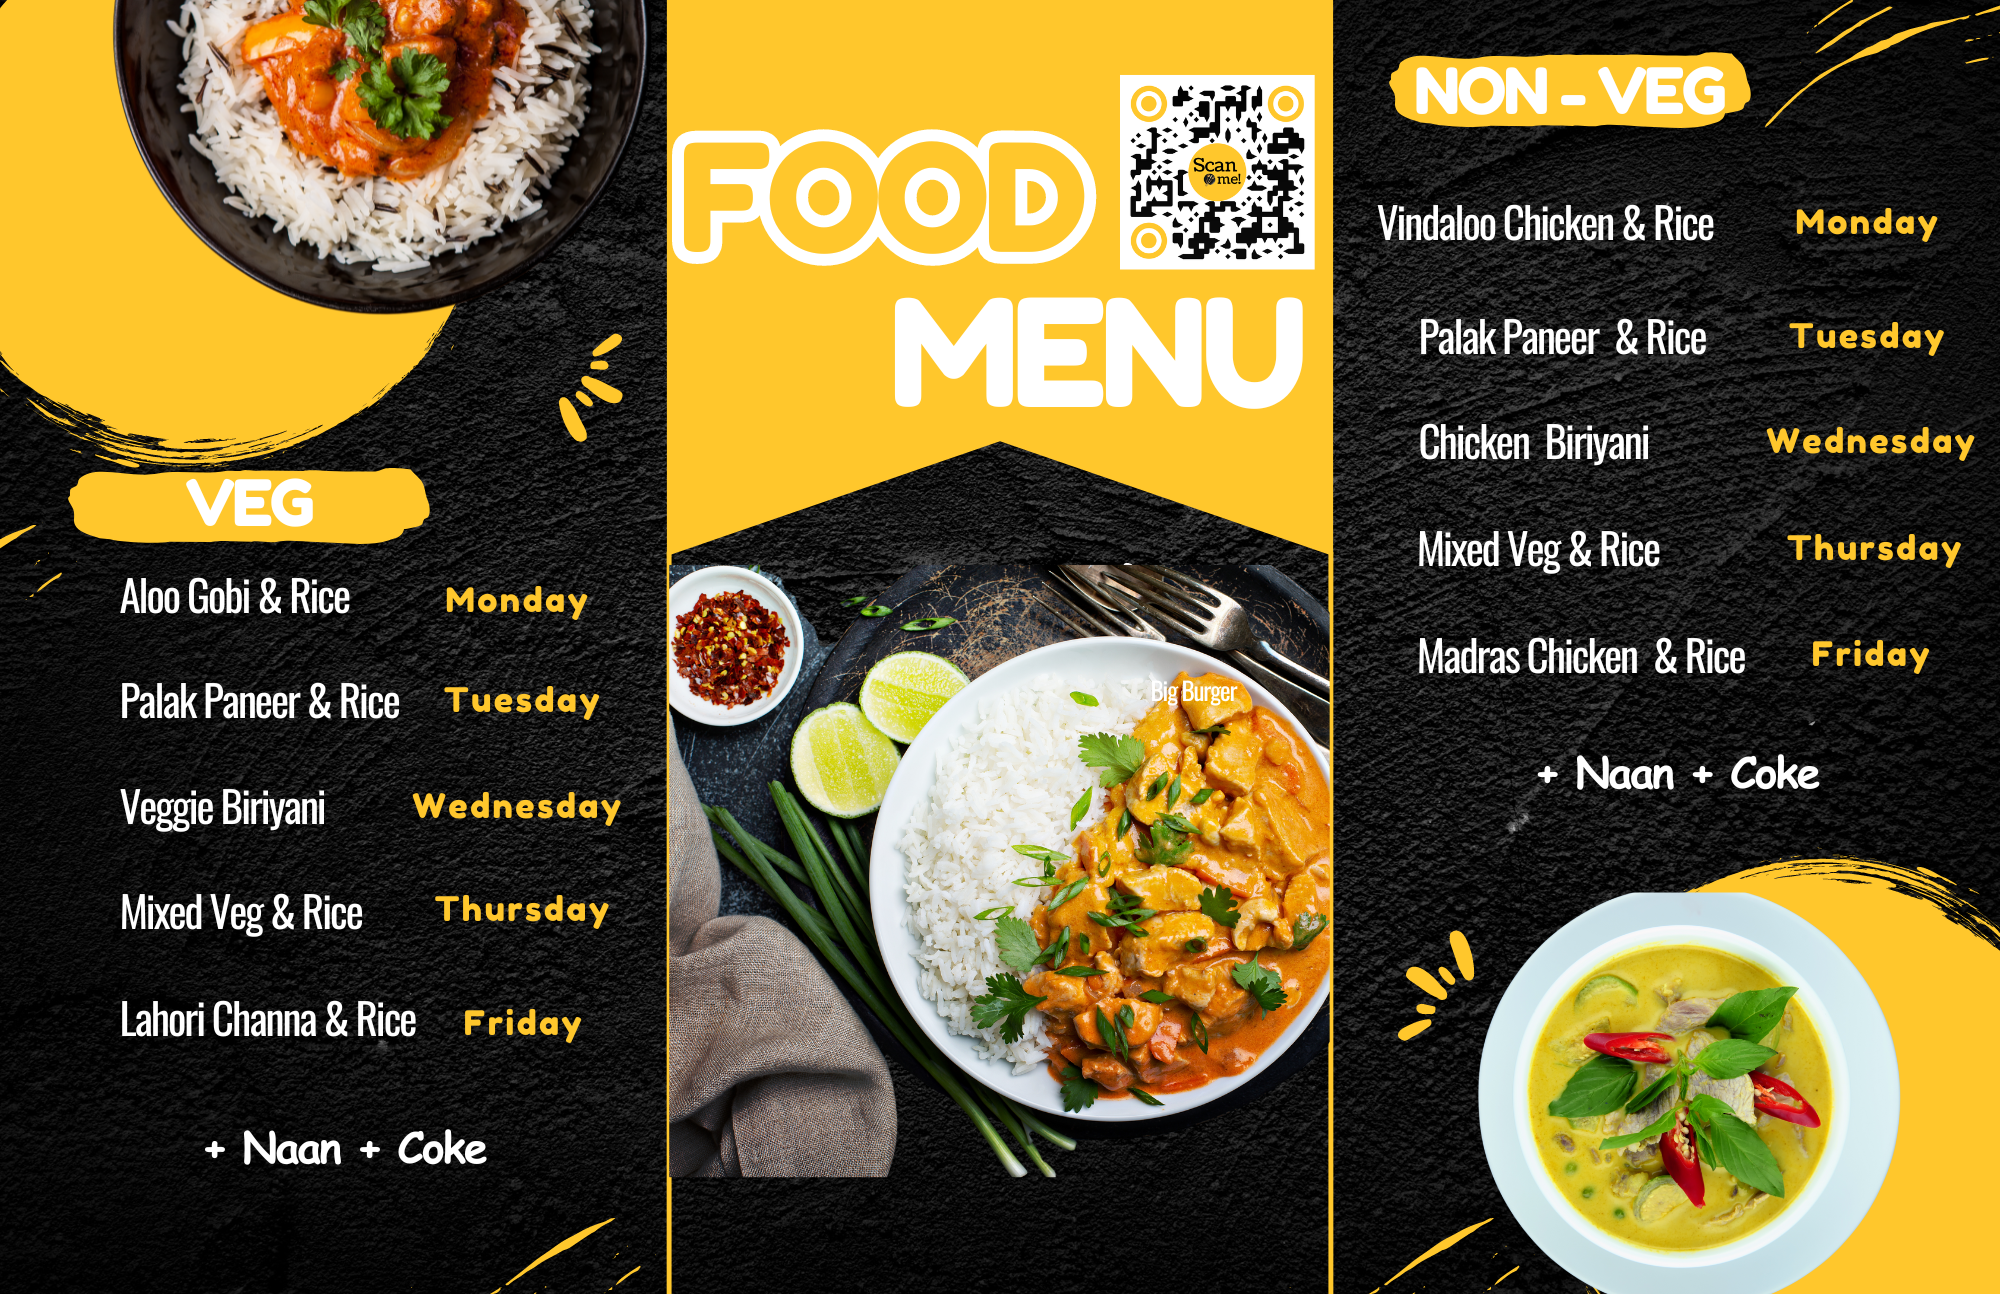 VEG
Aloo Gobi & Rice Monday
Palak Paneer & Rice Tuesday
Veggie Biriyani Wednesday
Mixed Veg & Rice Thursday
Lahori Channa & Rice Friday
+ Naan + Coke
FOOD
Scan
me!
MENU
Big Burger
NON - VEG
Vindaloo Chicken & Rice Monday
Palak Paneer & Rice Tuesday
Chicken Biriyani Wednesday
Mixed Veg & Rice Thursday
Madras Chicken & Rice Friday
+ Naan + Coke